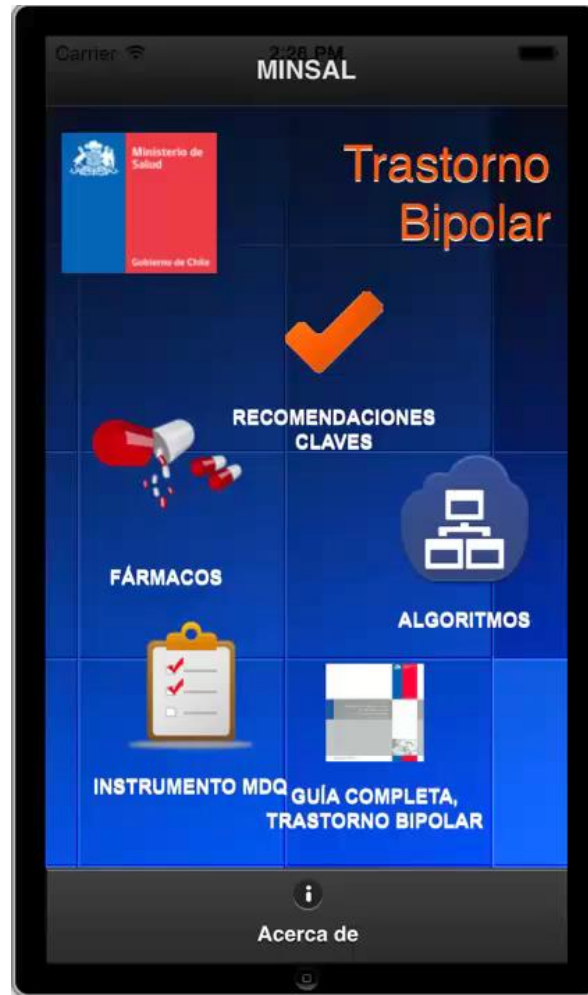 Carrier
2:26 PM
MINSAL
Ministerio de
Salud
Gobierno de Chile
Trastorno
Bipolar
RECOMENDACIONES
CLAVES
FÁRMACOS
ALGORITMOS
INSTRUMENTO MDQ
GUÍA COMPLETA,
TRASTORNO BIPOLAR
Acerca de